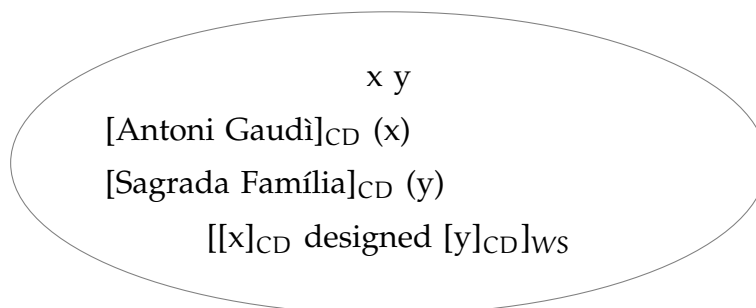 x y
[Antoni Gaudì]CD (x)
[Sagrada Família]CD (y)
[[x]CD designed [y]CD]WS